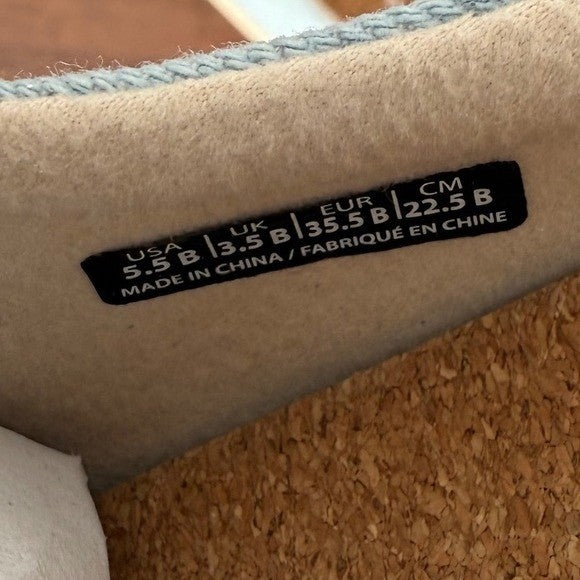 USA | UK | EUR | CM
5.5 B | 3.5 B | 35.5 B | 22.5 B
MADE IN CHINA / FABRIQUÉ EN CHINE